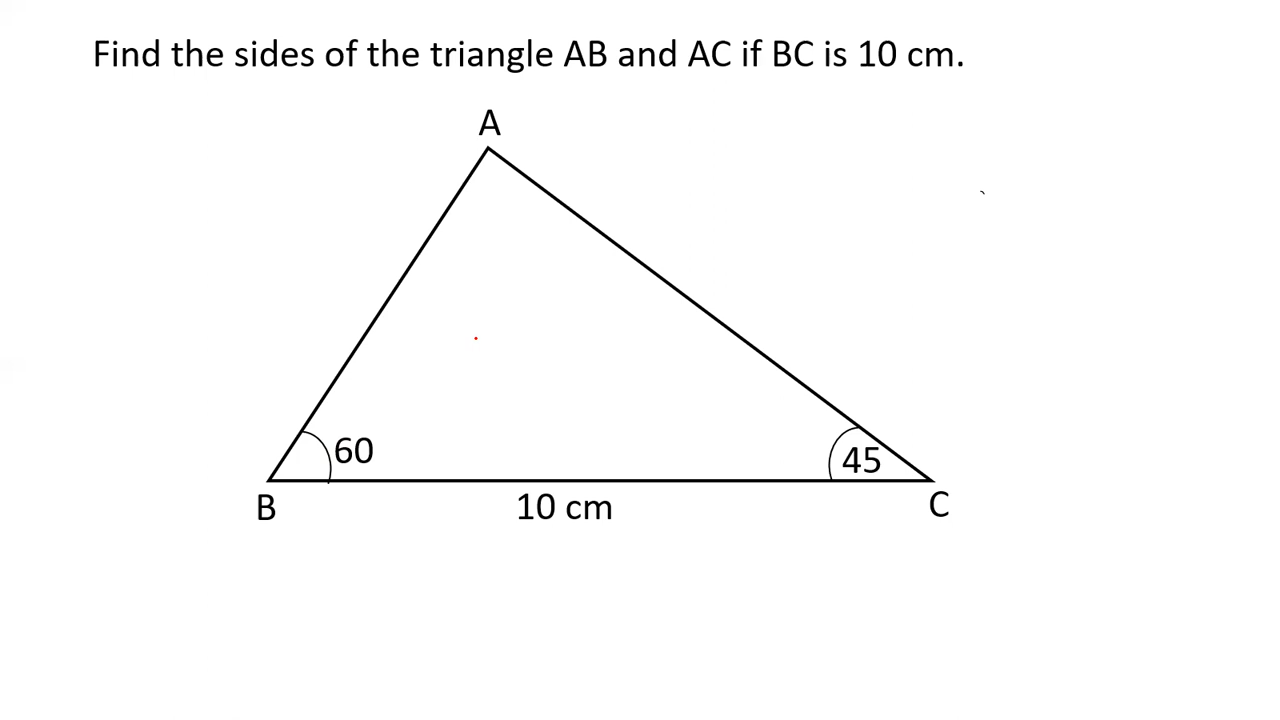 Find the sides of the triangle AB and AC if BC is 10 cm.
A
60
45
B
10 cm
C